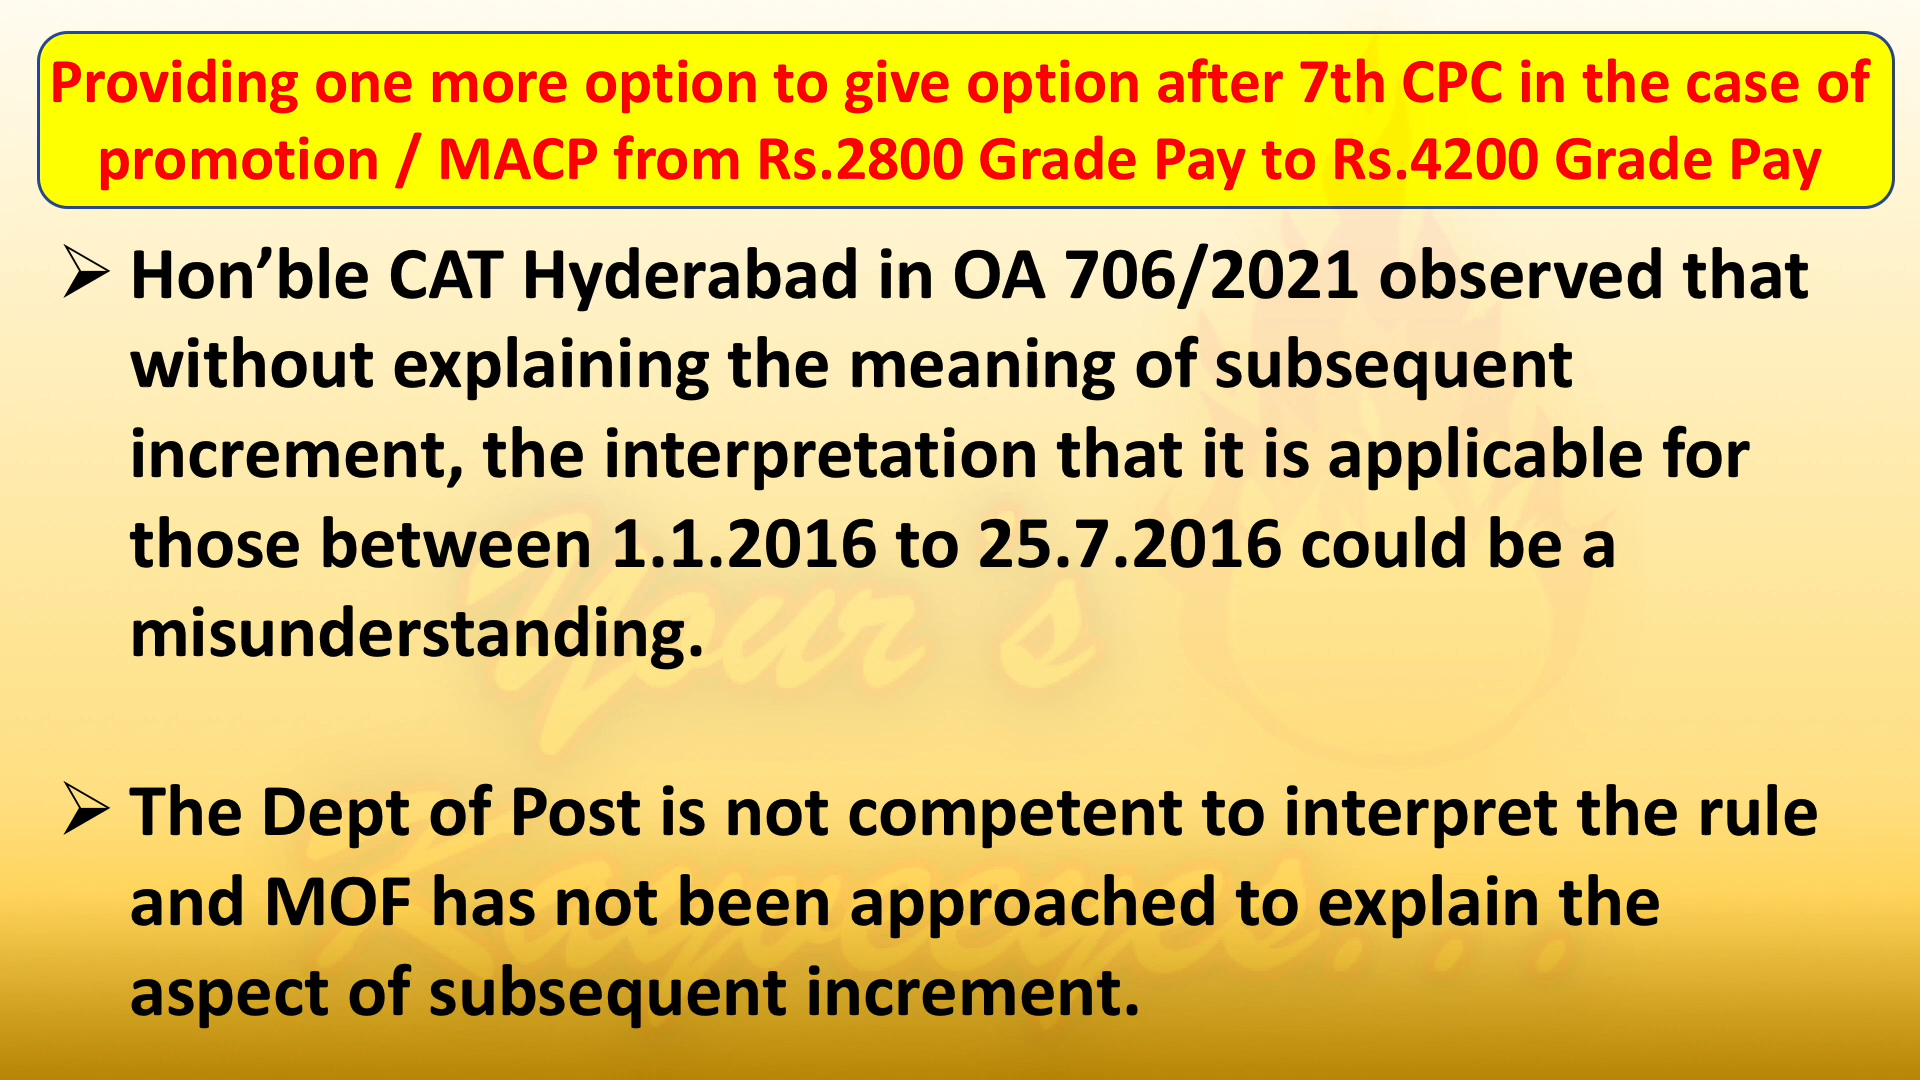 Providing one more option to give option after 7th CPC in the case of
promotion / MACP from Rs.2800 Grade Pay to Rs.4200 Grade Pay
➢ Hon’ble CAT Hyderabad in OA 706/2021 observed that
without explaining the meaning of subsequent
increment, the interpretation that it is applicable for
those between 1.1.2016 to 25.7.2016 could be a
misunderstanding.
➢ The Dept of Post is not competent to interpret the rule
and MOF has not been approached to explain the
aspect of subsequent increment.
Your's